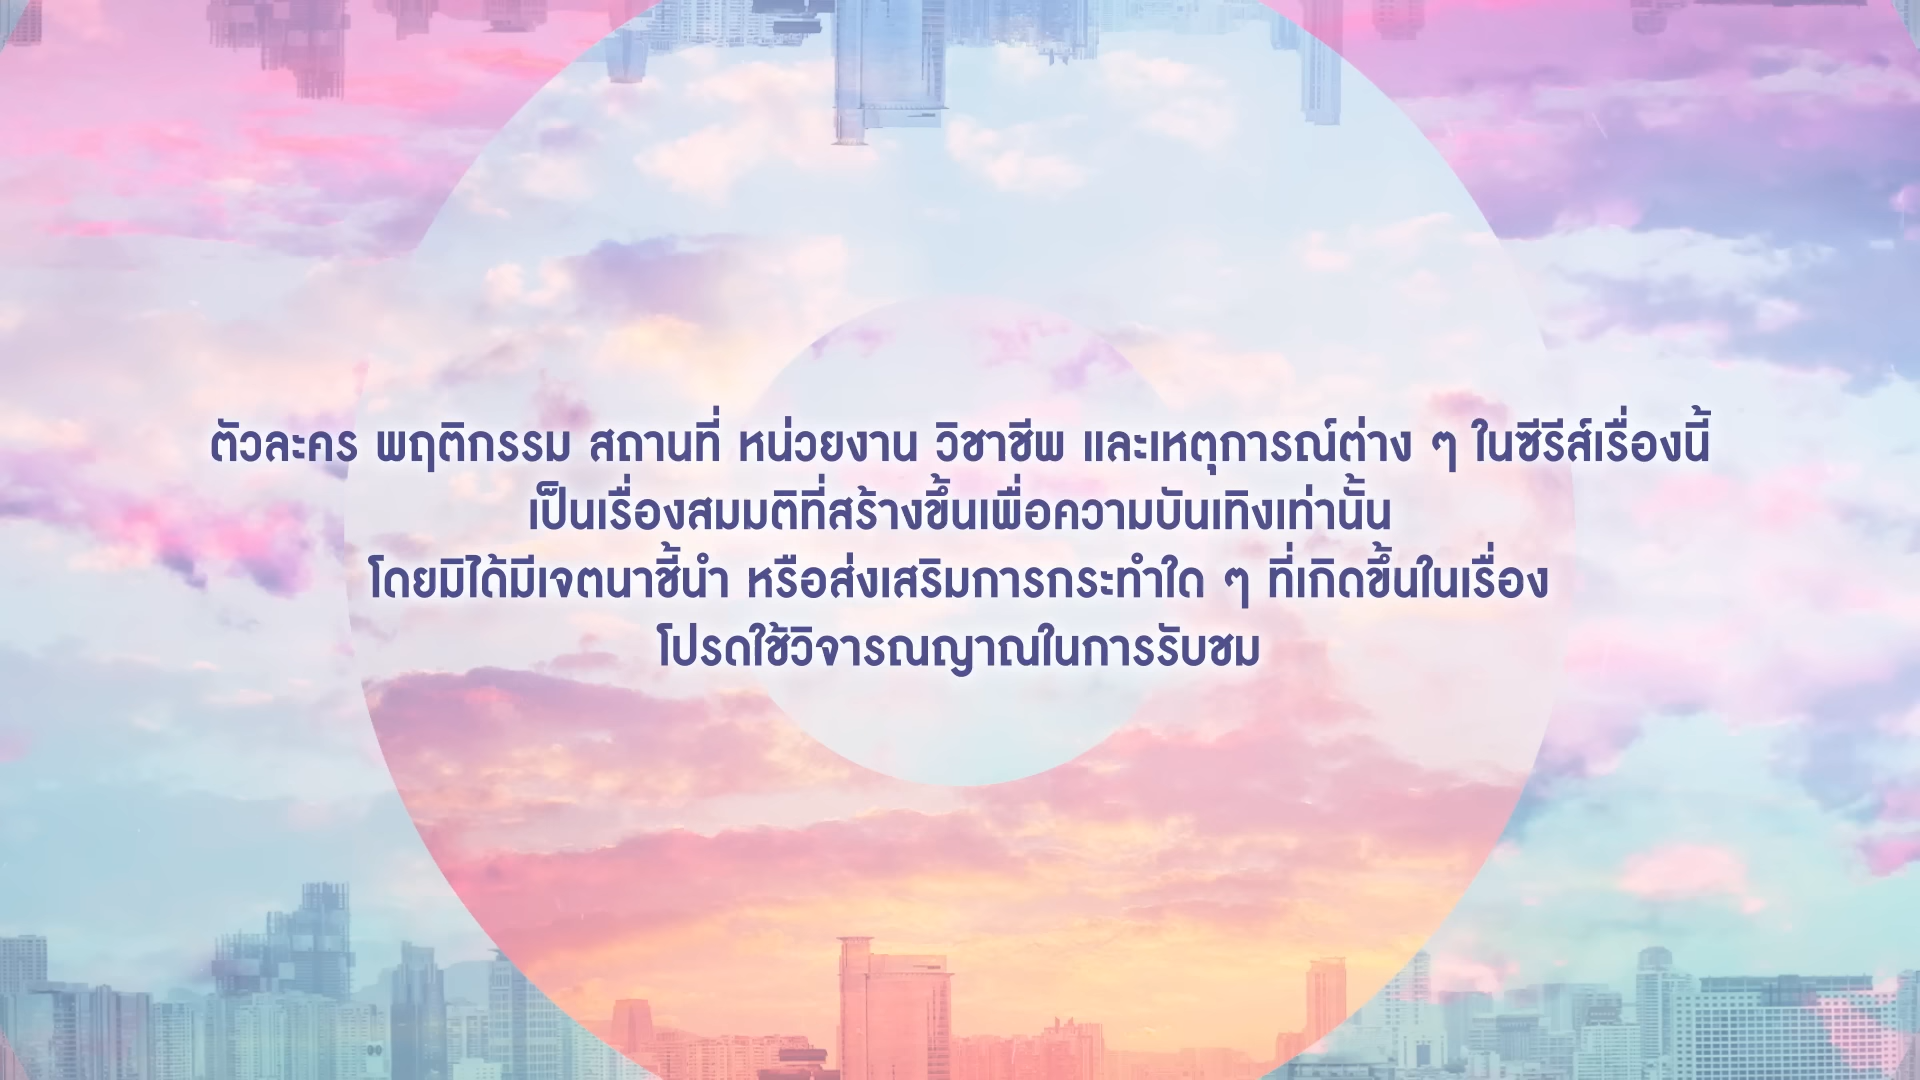 ตัวละคร พฤติกรรม สถานที่ หน่วยงาน วิชาชีพ และเหตุการณ์ต่าง ๆ ในซีรีส์เรื่องนี้
เป็นเรื่องสมมติที่สร้างขึ้นเพื่อความบันเทิงเท่านั้น
โดยมิได้มีเจตนาชี้นำ หรือส่งเสริมการกระทำใด ๆ ที่เกิดขึ้นในเรื่อง
โปรดใช้วิจารณญาณในการรับชม